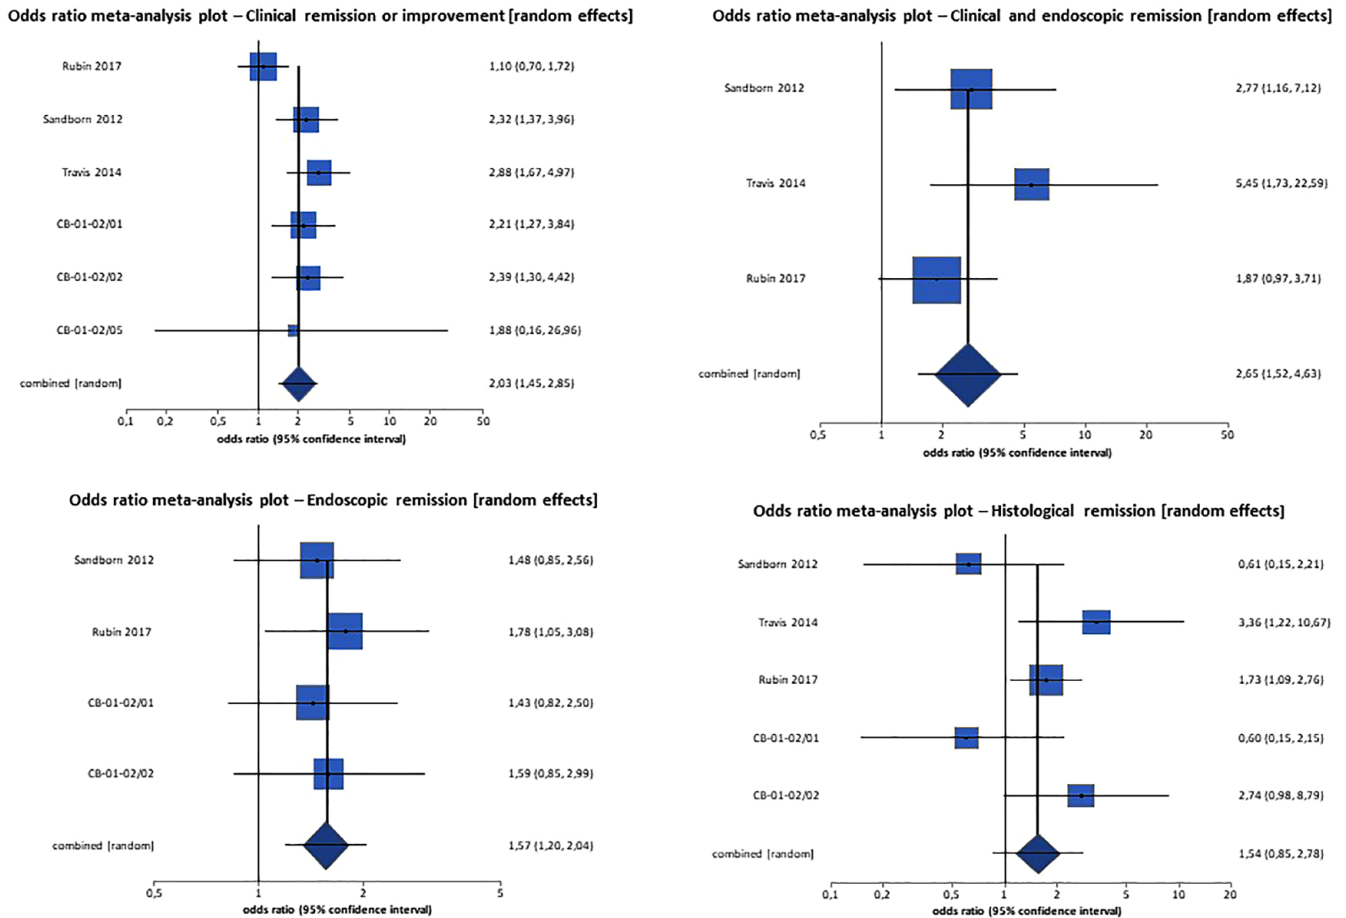 Odds ratio meta-analysis plot – Clinical remission or improvement [random effects]
Rubin 2017 1,10 (0,70, 1,72)
Sandborn 2012 2,32 (1,37, 3,96)
Travis 2014 2,88 (1,67, 4,97)
CB-01-02/01 2,21 (1,27, 3,84)
CB-01-02/02 2,39 (1,30, 4,42)
CB-01-02/05 1,88 (0,16, 26,96)
combined [random] 2,03 (1,45, 2,85)
0,1 0,2 0,5 1 2 5 10 20 50
odds ratio (95% confidence interval)
Odds ratio meta-analysis plot – Clinical and endoscopic remission [random effects]
Sandborn 2012 2,77 (1,16, 7,12)
Travis 2014 5,45 (1,73, 22,59)
Rubin 2017 1,87 (0,97, 3,71)
combined [random] 2,65 (1,52, 4,63)
0,5 1 2 5 10 20 50
odds ratio (95% confidence interval)
Odds ratio meta-analysis plot – Endoscopic remission [random effects]
Sandborn 2012 1,48 (0,85, 2,56)
Rubin 2017 1,78 (1,05, 3,08)
CB-01-02/01 1,43 (0,82, 2,50)
CB-01-02/02 1,59 (0,85, 2,99)
combined [random] 1,57 (1,20, 2,04)
0,5 1 2 5
odds ratio (95% confidence interval)
Odds ratio meta-analysis plot – Histological remission [random effects]
Sandborn 2012 0,61 (0,15, 2,21)
Travis 2014 3,36 (1,22, 10,67)
Rubin 2017 1,73 (1,09, 2,76)
CB-01-02/01 0,60 (0,15, 2,15)
CB-01-02/02 2,74 (0,98, 8,79)
combined [random] 1,54 (0,85, 2,78)
0,1 0,2 0,5 1 2 5 10 20
odds ratio (95% confidence interval)